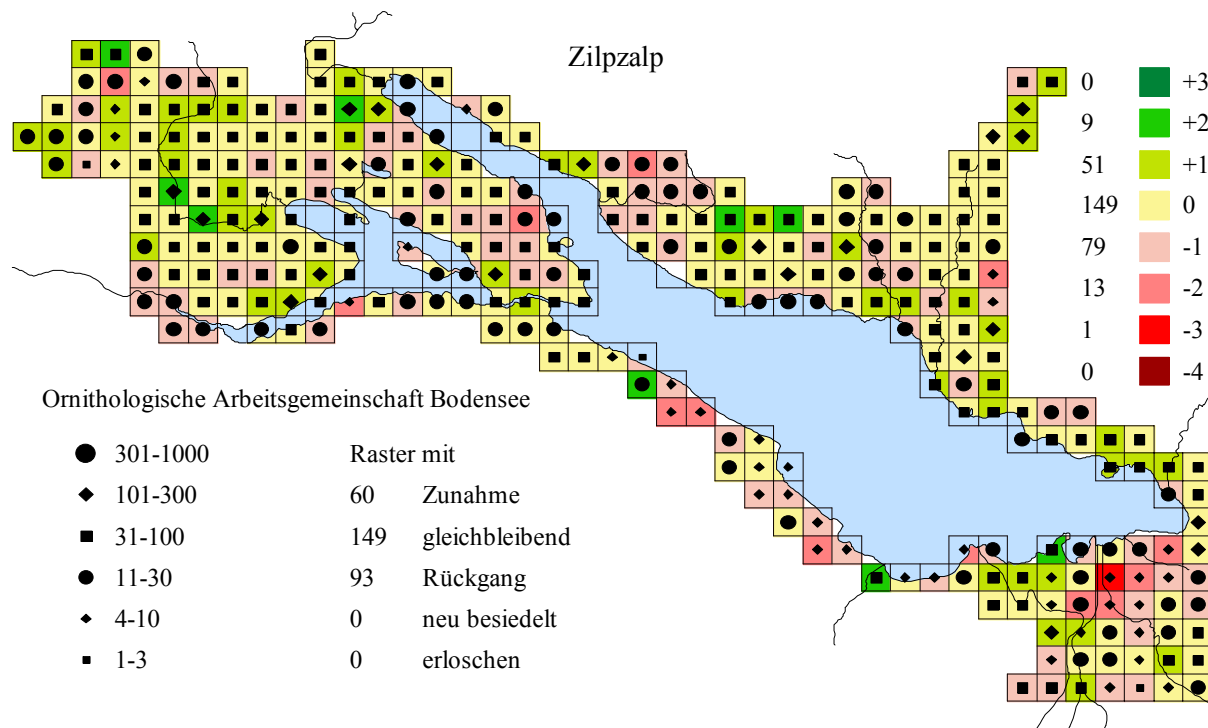 Zilpzalp
0 +3
9 +2
51 +1
149 0
79 -1
13 -2
1 -3
0 -4
Ornithologische Arbeitsgemeinschaft Bodensee
301-1000 Raster mit
101-300 60 Zunahme
31-100 149 gleichbleibend
11-30 93 Rückgang
4-10 0 neu besiedelt
1-3 0 erloschen